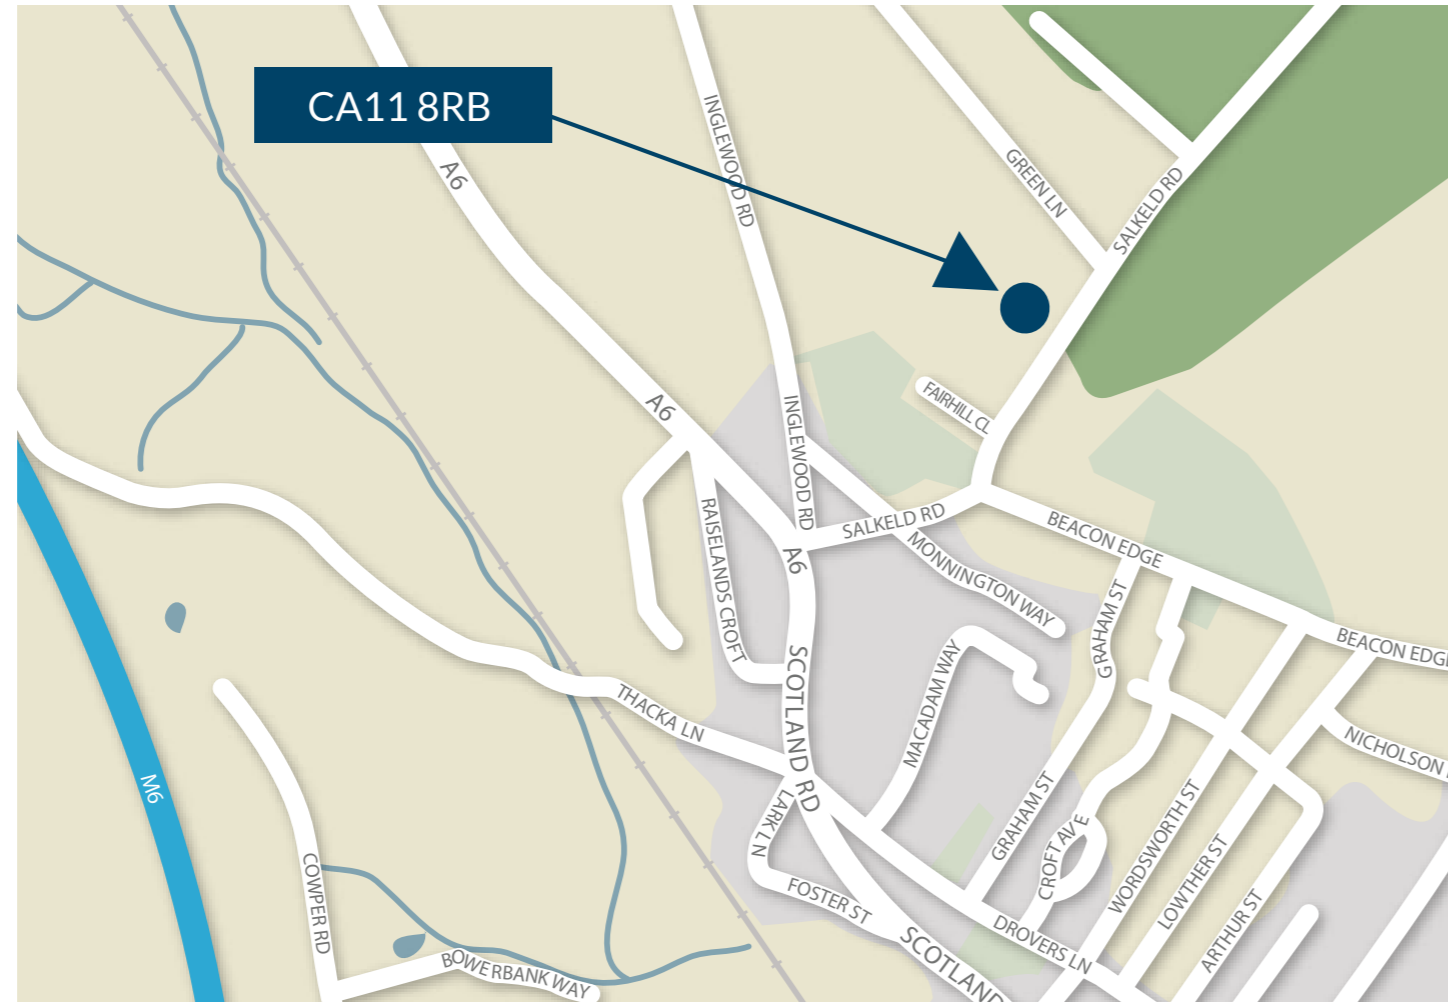 CA11 8RB
INGLEWOOD RD
A6
GREEN LN
SALKELD RD
A6
FAIRHILL CL
INGLEWOOD RD
SALKELD RD
BEACON EDGE
RAISELANDS CROFT
A6
MONNINGTON WAY
GRAHAM ST
BEACON EDGE
SCOTLAND RD
MACADAM WAY
THACKA LN
NICHOLSON
M6
LARK LN
GRAHAM ST
CROFT AVE
WORDSWORTH ST
LOWTHER ST
COWPER RD
FOSTER ST
ARTHUR ST
DROVERS LN
SCOTLAND
BOWERBANK WAY